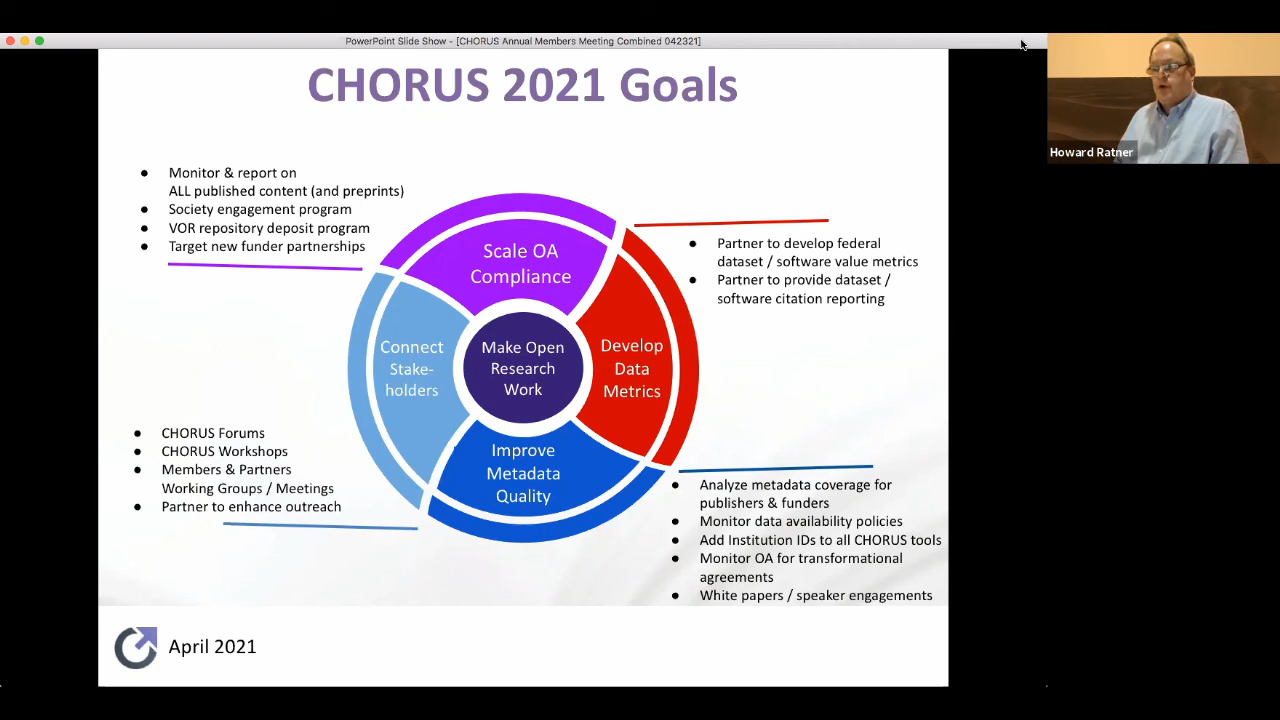 PowerPoint Slide Show - [CHORUS Annual Members Meeting Combined 042321]
CHORUS 2021 Goals
Howard Ratner
● Monitor & report on
ALL published content (and preprints)
● Society engagement program
● VOR repository deposit program
● Target new funder partnerships
● Partner to develop federal
dataset / software value metrics
● Partner to provide dataset /
software citation reporting
Scale OA
Compliance
Connect
Stake-
holders
Make Open
Research
Work
Develop
Data
Metrics
Improve
Metadata
Quality
● CHORUS Forums
● CHORUS Workshops
● Members & Partners
Working Groups / Meetings
● Partner to enhance outreach
● Analyze metadata coverage for
publishers & funders
● Monitor data availability policies
● Add Institution IDs to all CHORUS tools
● Monitor OA for transformational
agreements
● White papers / speaker engagements
April 2021